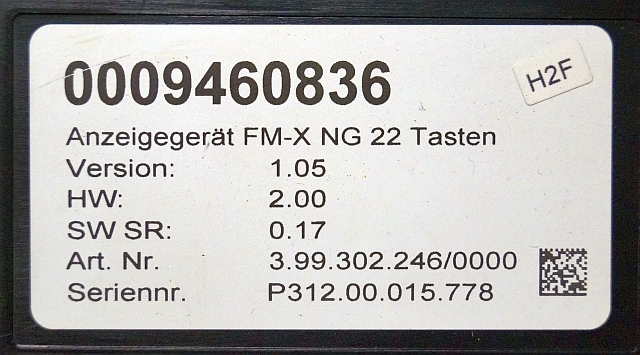 0009460836
H2F
Anzeigegerät FM-X NG 22 Tasten
Version: 1.05
HW: 2.00
SW SR: 0.17
Art. Nr. 3.99.302.246/0000
Seriennr. P312.00.015.778